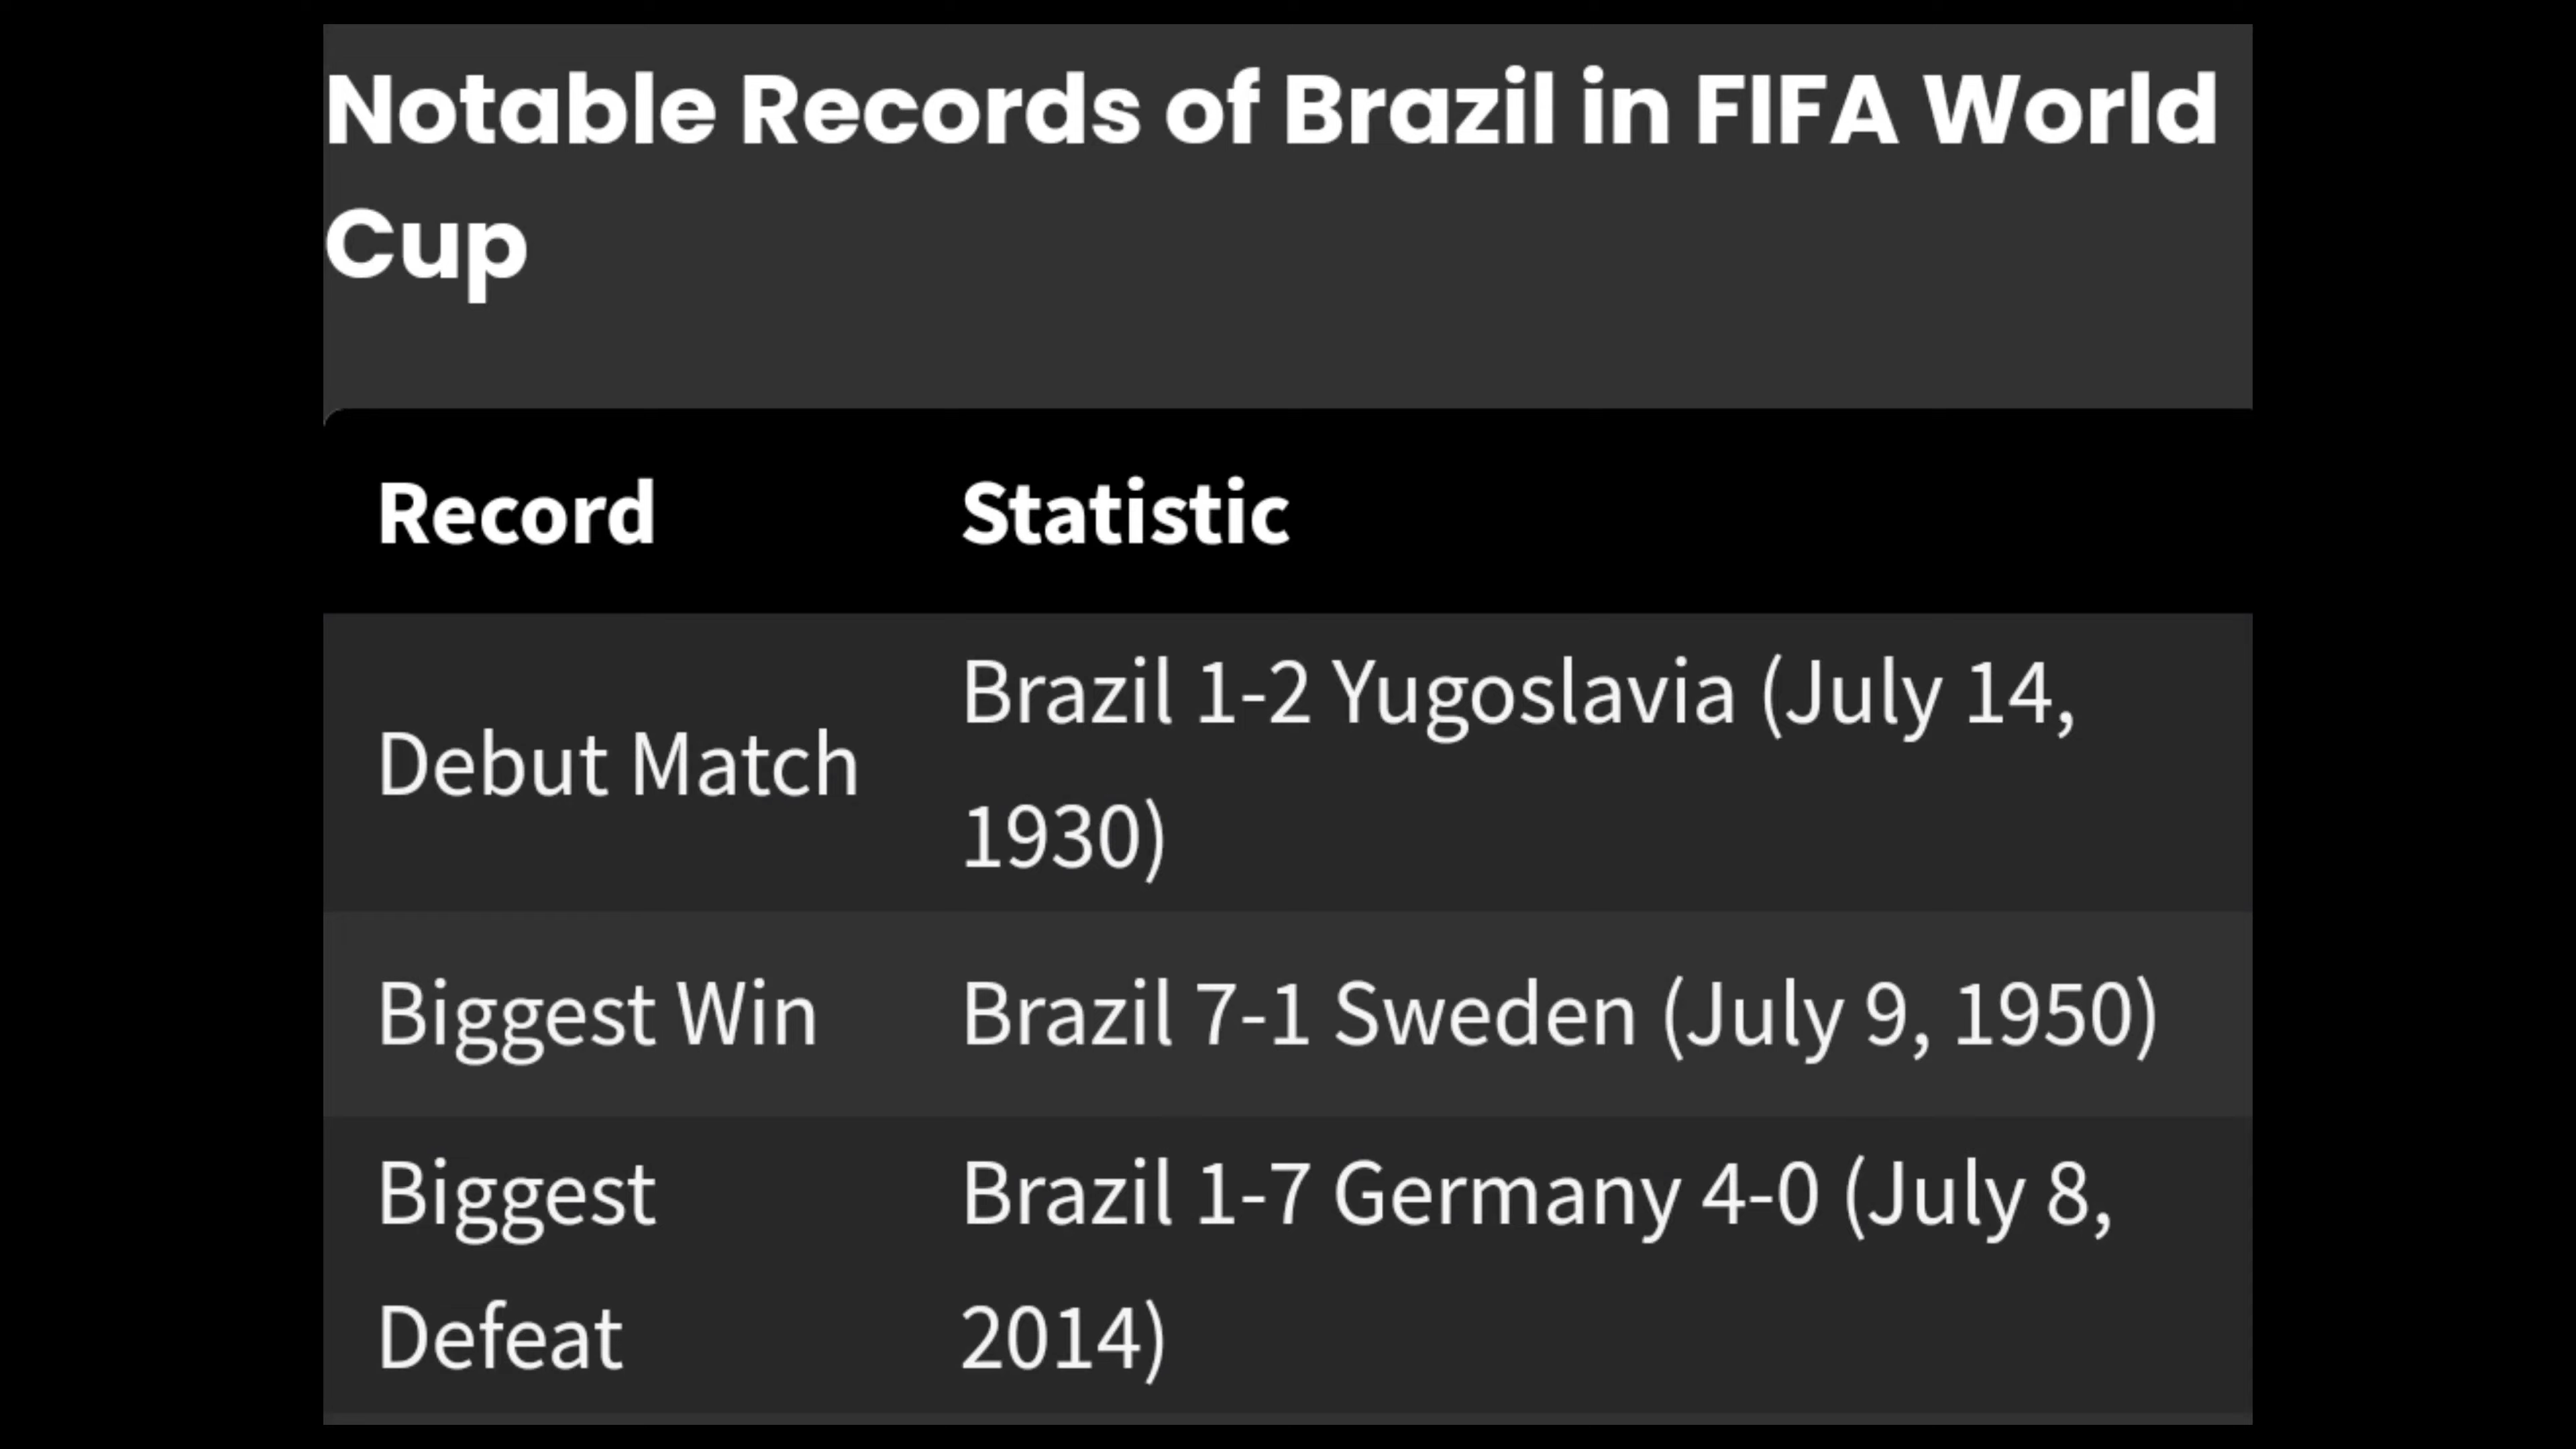 Notable Records of Brazil in FIFA World
Cup
Record Statistic
Debut Match
Brazil 1-2 Yugoslavia (July 14,
1930)
Biggest Win Brazil 7-1 Sweden (July 9, 1950)
Biggest
Defeat
Brazil 1-7 Germany 4-0 (July 8,
2014)